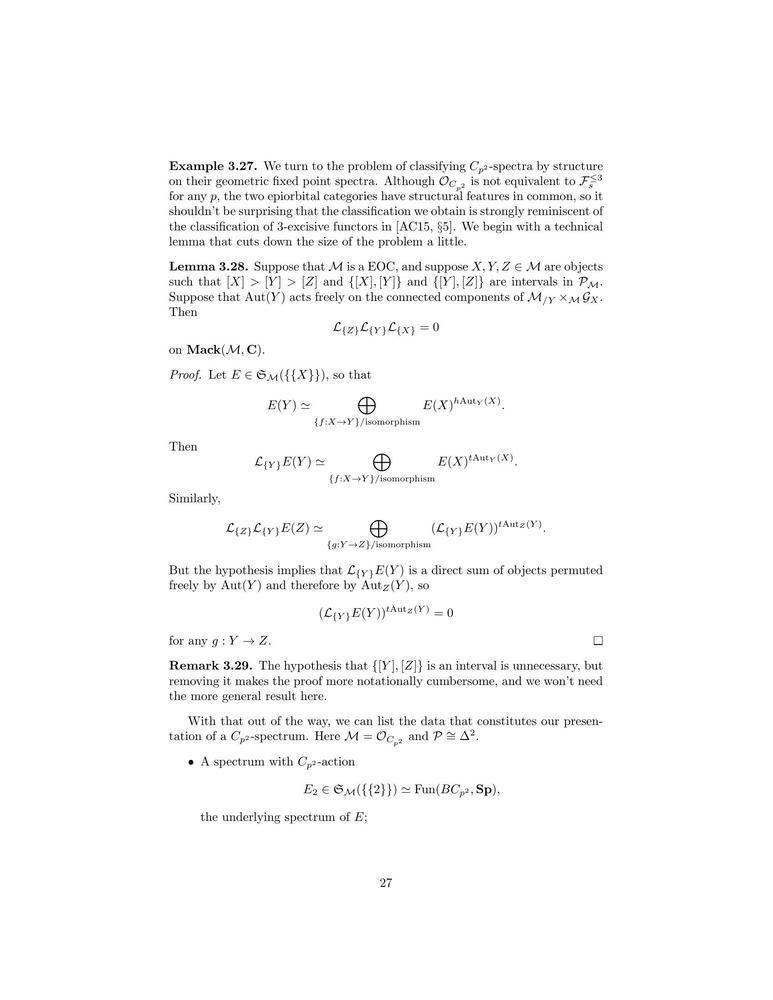 Example 3.27. We turn to the problem of classifying $C_{p^2}$-spectra by structure
on their geometric fixed point spectra. Although $\mathcal{O}_{C_{p^2}}$ is not equivalent to $\mathcal{F}_s^{\leq 3}$
for any $p$, the two epiorbital categories have structural features in common, so it
shouldn't be surprising that the classification we obtain is strongly reminiscent of
the classification of 3-excisive functors in [AC15, §5]. We begin with a technical
lemma that cuts down the size of the problem a little.
Lemma 3.28. Suppose that $\mathcal{M}$ is a EOC, and suppose $X, Y, Z \in \mathcal{M}$ are objects
such that $[X] > [Y] > [Z]$ and $\{[X], [Y]\}$ and $\{[Y], [Z]\}$ are intervals in $\mathcal{P}_{\mathcal{M}}$.
Suppose that $\mathrm{Aut}(Y)$ acts freely on the connected components of $\mathcal{M}_{/Y} \times_{\mathcal{M}} \mathcal{G}_X$.
Then
$\mathcal{L}_{\{Z\}} \mathcal{L}_{\{Y\}} \mathcal{L}_{\{X\}} = 0$
on $\mathbf{Mack}(\mathcal{M}, \mathbf{C})$.
Proof. Let $E \in \mathfrak{S}_{\mathcal{M}}(\{\{X\}\})$, so that
$E(Y) \simeq \bigoplus_{\{f:X \to Y\}/\text{isomorphism}} E(X)^{h\mathrm{Aut}_Y(X)}.$
Then
$\mathcal{L}_{\{Y\}} E(Y) \simeq \bigoplus_{\{f:X \to Y\}/\text{isomorphism}} E(X)^{t\mathrm{Aut}_Y(X)}.$
Similarly,
$\mathcal{L}_{\{Z\}} \mathcal{L}_{\{Y\}} E(Z) \simeq \bigoplus_{\{g:Y \to Z\}/\text{isomorphism}} (\mathcal{L}_{\{Y\}} E(Y))^{t\mathrm{Aut}_Z(Y)}.$
But the hypothesis implies that $\mathcal{L}_{\{Y\}} E(Y)$ is a direct sum of objects permuted
freely by $\mathrm{Aut}(Y)$ and therefore by $\mathrm{Aut}_Z(Y)$, so
$(\mathcal{L}_{\{Y\}} E(Y))^{t\mathrm{Aut}_Z(Y)} = 0$
for any $g : Y \to Z$. □
Remark 3.29. The hypothesis that $\{[Y], [Z]\}$ is an interval is unnecessary, but
removing it makes the proof more notationally cumbersome, and we won't need
the more general result here.
With that out of the way, we can list the data that constitutes our presen-
tation of a $C_{p^2}$-spectrum. Here $\mathcal{M} = \mathcal{O}_{C_{p^2}}$ and $\mathcal{P} \cong \Delta^2$.
• A spectrum with $C_{p^2}$-action
$E_2 \in \mathfrak{S}_{\mathcal{M}}(\{\{2\}\}) \simeq \mathrm{Fun}(BC_{p^2}, \mathbf{Sp}),$
the underlying spectrum of $E$;
27